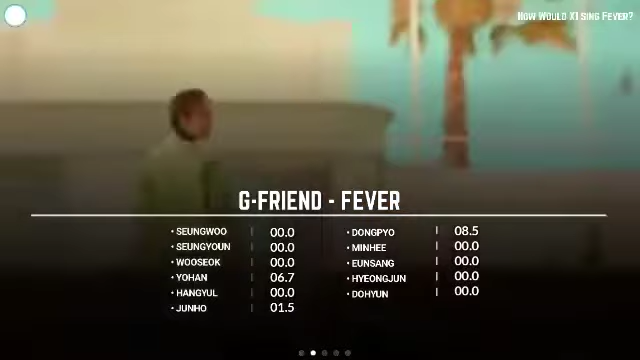 How Would X1 sing Fever?
G-FRIEND - FEVER
• SEUNGWOO | 00.0
• SEUNGYOUN | 00.0
• WOOSEOK | 00.0
• YOHAN | 06.7
• HANGYUL | 00.0
• JUNHO | 01.5
• DONGPYO | 08.5
• MINHEE | 00.0
• EUNSANG | 00.0
• HYEONGJUN | 00.0
• DOHYUN | 00.0